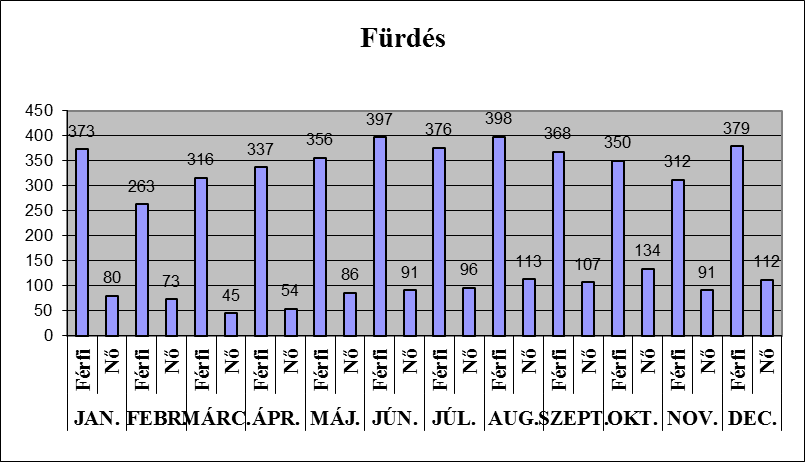 Fürdés
450
400
350
300
250
200
150
100
50
0
373 80 263 73 316 45 337 54 356 86 397 91 376 96 398 113 368 107 350 134 312 91 379 112
Férfi Nő Férfi Nő Férfi Nő Férfi Nő Férfi Nő Férfi Nő Férfi Nő Férfi Nő Férfi Nő Férfi Nő Férfi Nő Férfi Nő
JAN. FEBR. MÁRC. ÁPR. MÁJ. JÚN. JÚL. AUG. SZEPT. OKT. NOV. DEC.